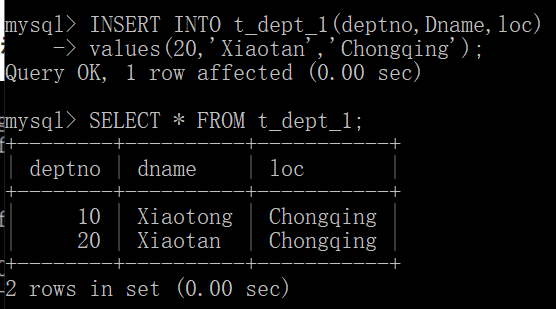 mysql> INSERT INTO t_dept_1(deptno,Dname,loc)
    -> values(20,'Xiaotan','Chongqing');
Query OK, 1 row affected (0.00 sec)
mysql> SELECT * FROM t_dept_1;
+--------+----------+-----------+
| deptno | dname    | loc       |
+--------+----------+-----------+
|     10 | Xiaotong | Chongqing |
|     20 | Xiaotan  | Chongqing |
+--------+----------+-----------+
2 rows in set (0.00 sec)